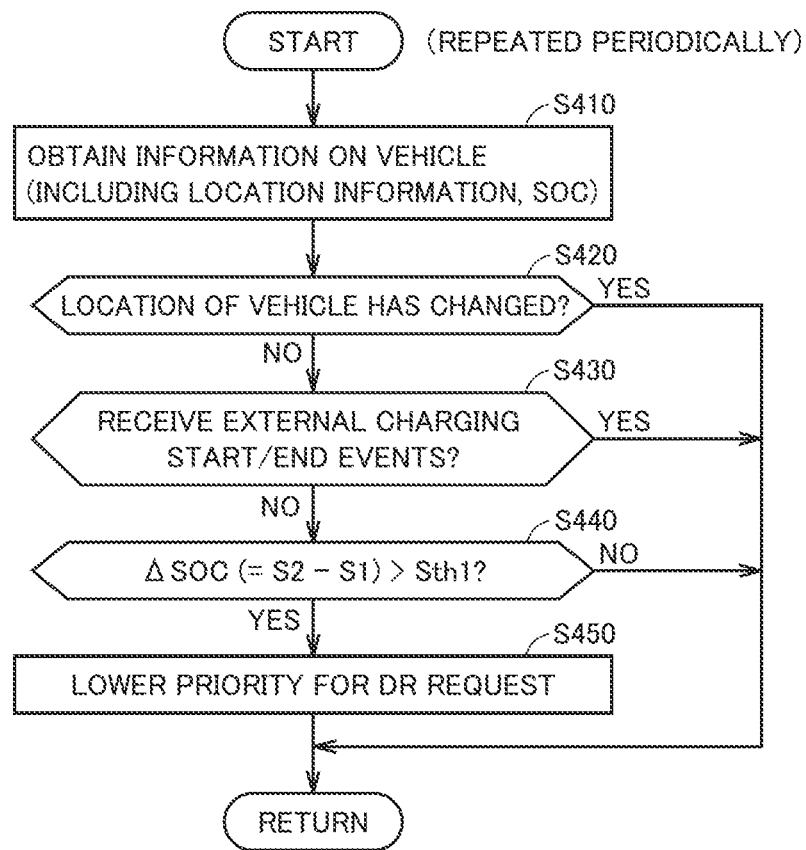 START
(REPEATED PERIODICALLY)
S410
OBTAIN INFORMATION ON VEHICLE
(INCLUDING LOCATION INFORMATION, SOC)
S420
LOCATION OF VEHICLE HAS CHANGED?
YES
NO
S430
RECEIVE EXTERNAL CHARGING
START/END EVENTS?
YES
NO
S440
Δ SOC (= S2 - S1) > Sth1?
NO
YES
S450
LOWER PRIORITY FOR DR REQUEST
RETURN